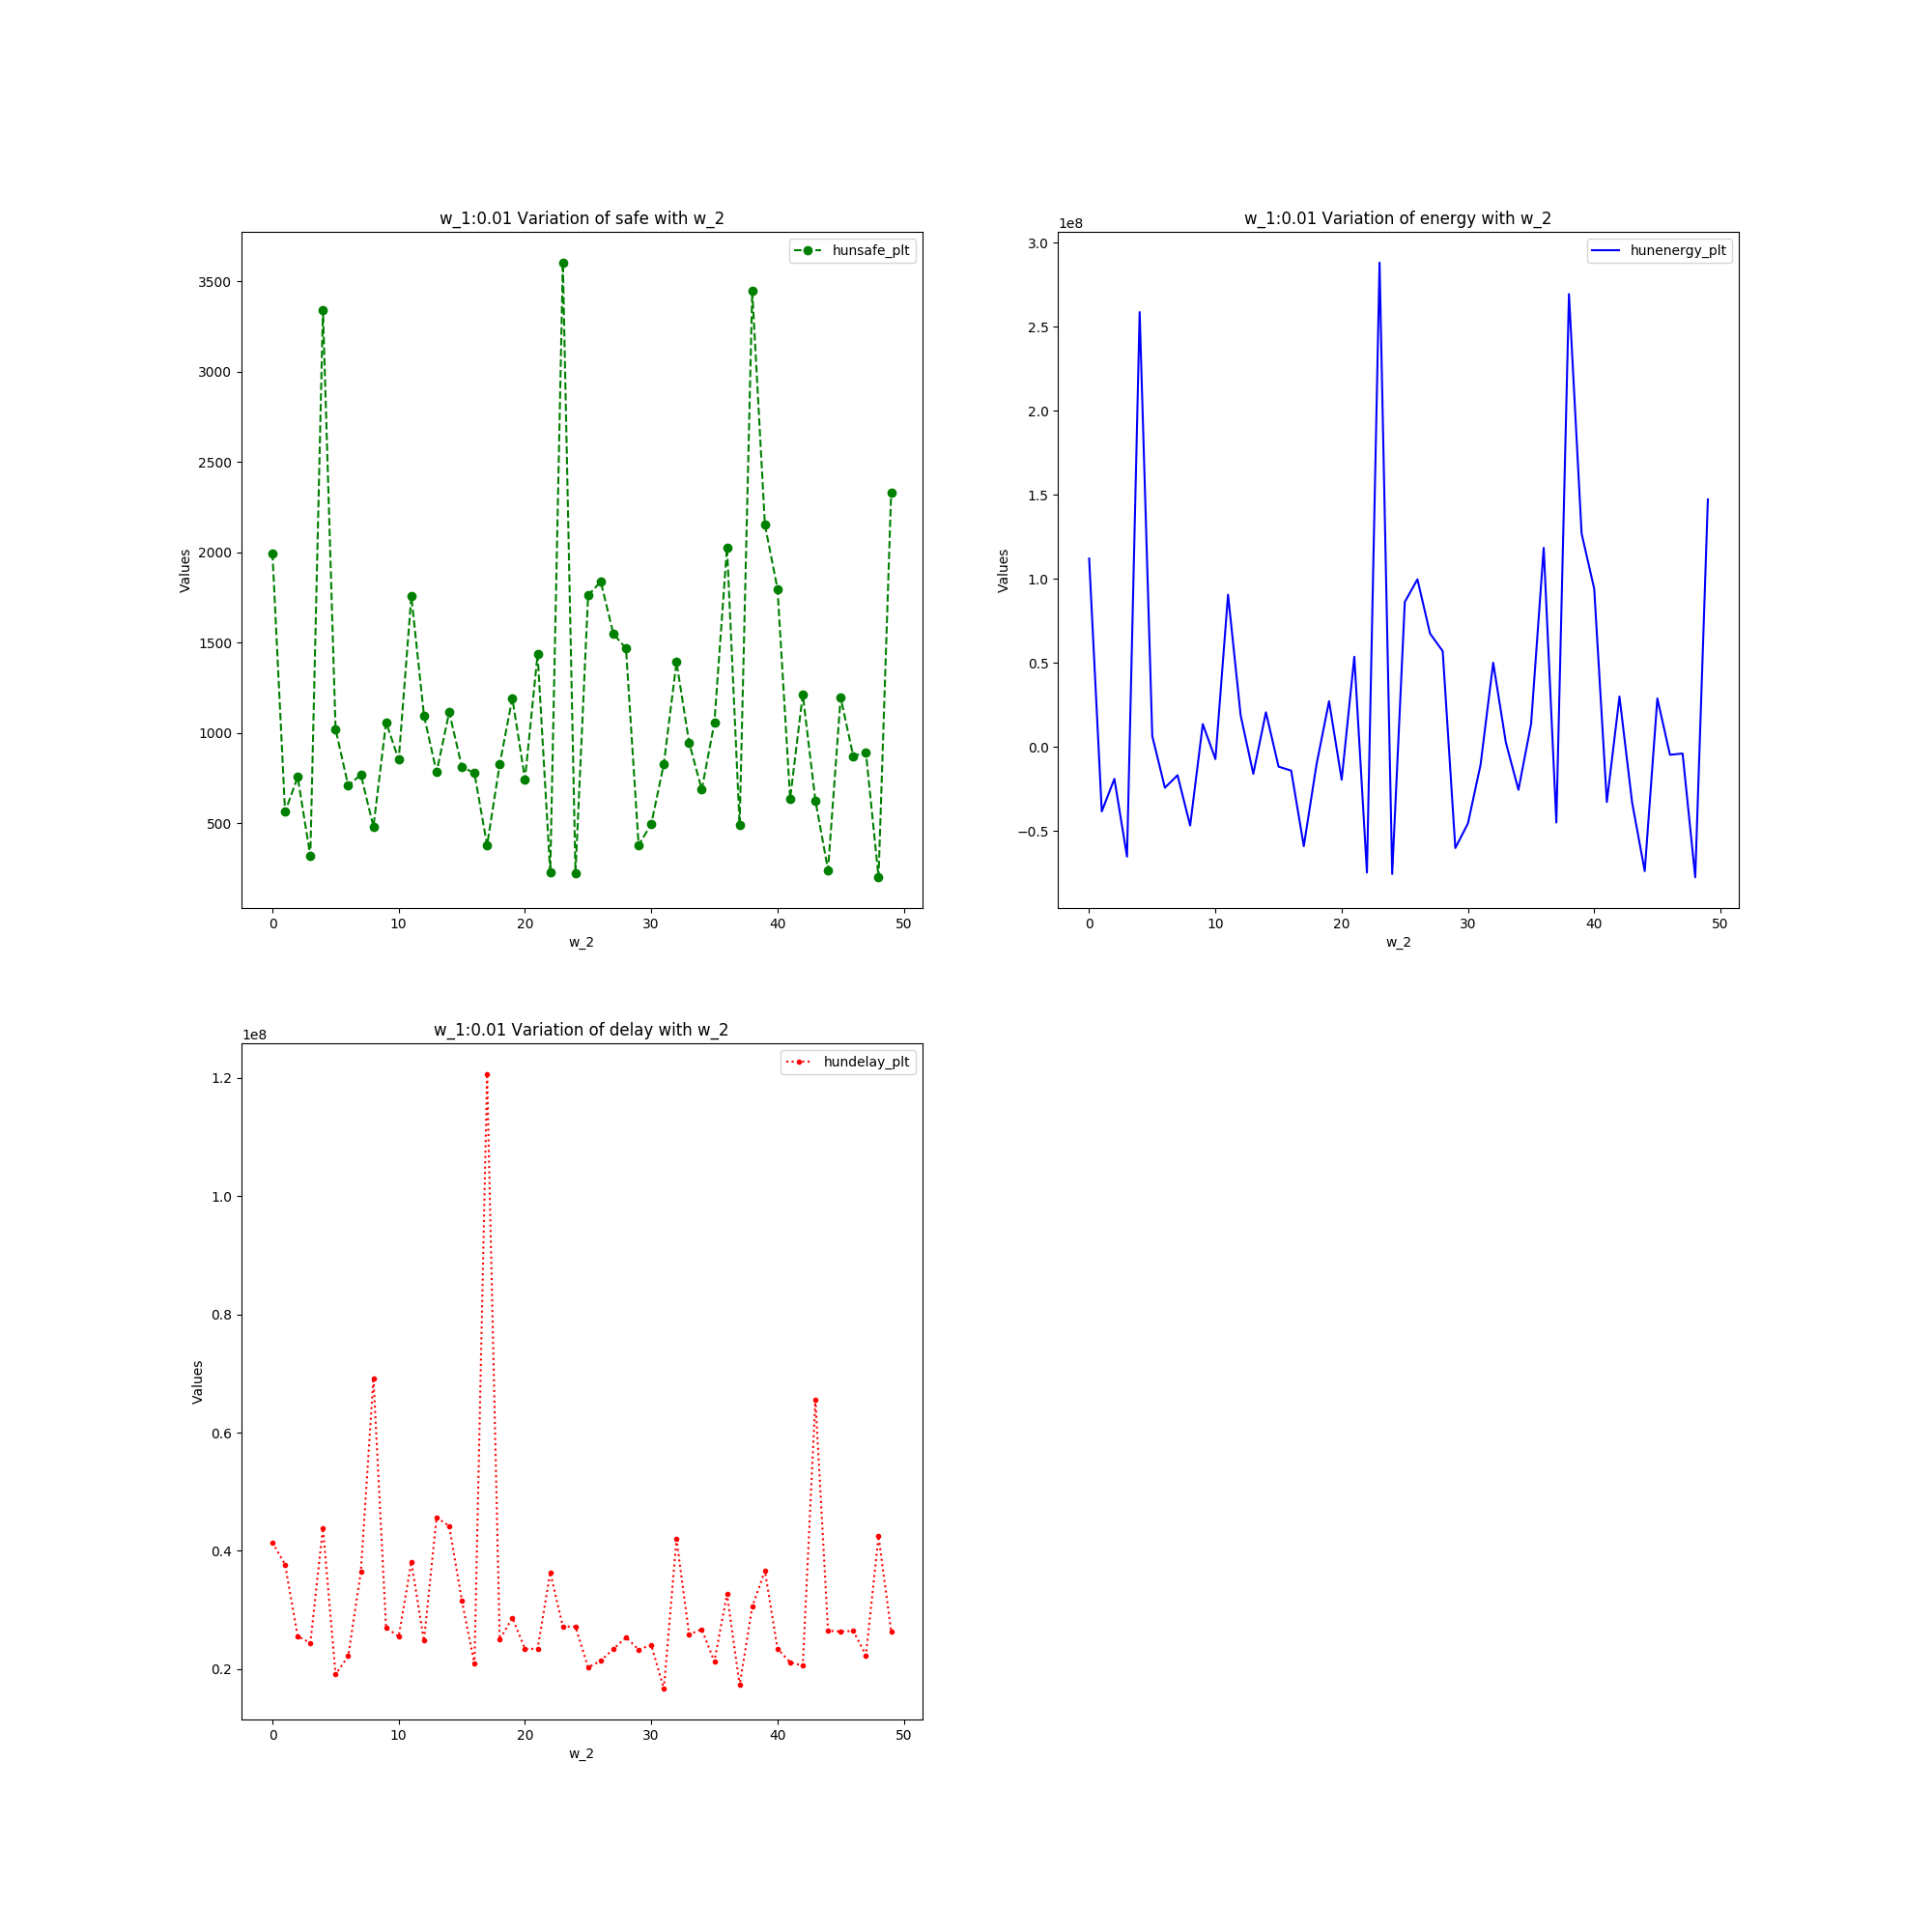 w_1:0.01 Variation of safe with w_2
hunsafe_plt
Values
3500
3000
2500
2000
1500
1000
500
0 10 20 30 40 50
w_2
w_1:0.01 Variation of energy with w_2
1e8
hunenergy_plt
Values
3.0
2.5
2.0
1.5
1.0
0.5
0.0
−0.5
0 10 20 30 40 50
w_2
w_1:0.01 Variation of delay with w_2
1e8
hundelay_plt
Values
1.2
1.0
0.8
0.6
0.4
0.2
0 10 20 30 40 50
w_2